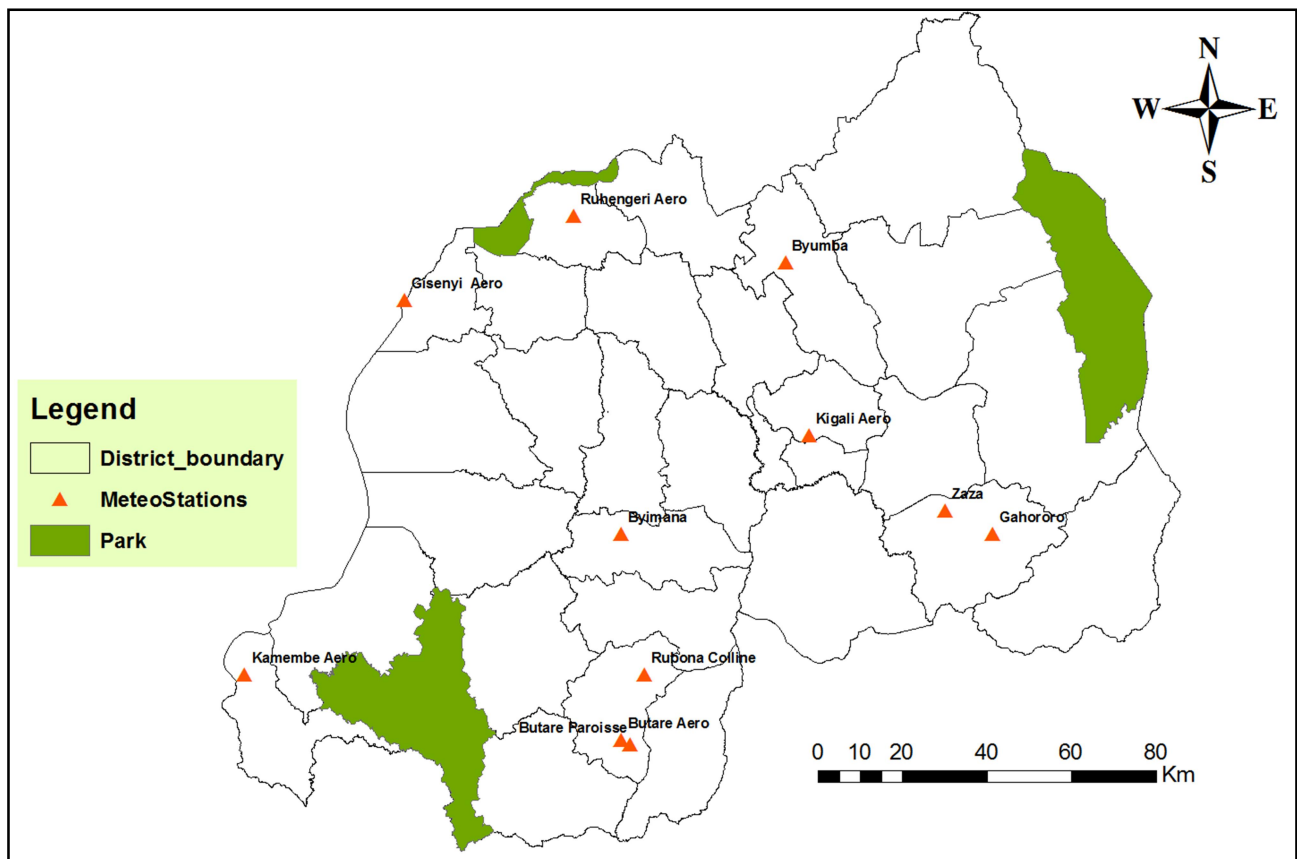 N
W E
S
Ruhengeri Aero
Byumba
Gisenyi Aero
Legend
District_boundary
MeteoStations
Park
Kigali Aero
Zaza
Gahororo
Byimana
Kamembe Aero
Rubona Colline
Butare Paroisse
Butare Aero
0 10 20 40 60 80
Km